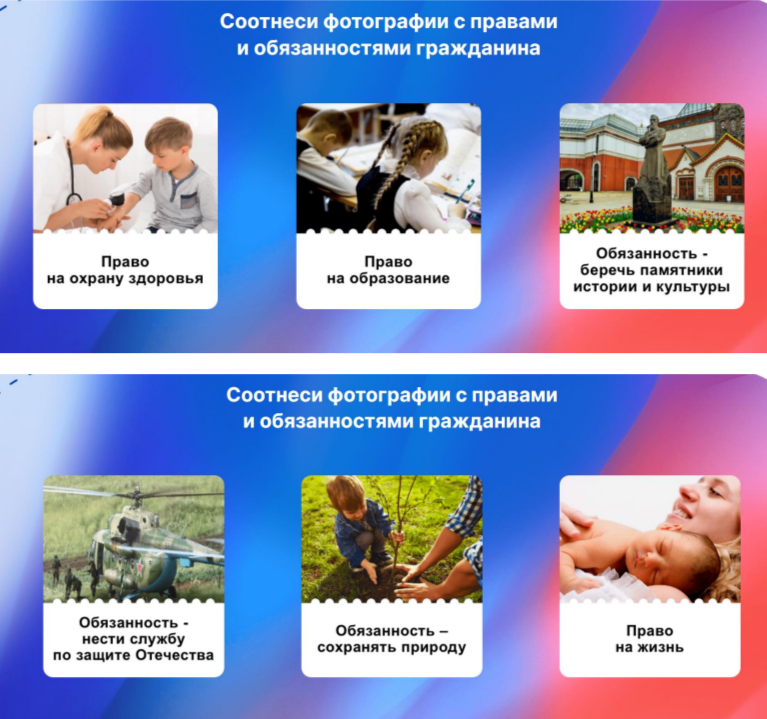 Соотнеси фотографии с правами
и обязанностями гражданина
Право
на охрану здоровья
Право
на образование
Обязанность -
беречь памятники
истории и культуры
Соотнеси фотографии с правами
и обязанностями гражданина
Обязанность -
нести службу
по защите Отечества
Обязанность –
сохранять природу
Право
на жизнь